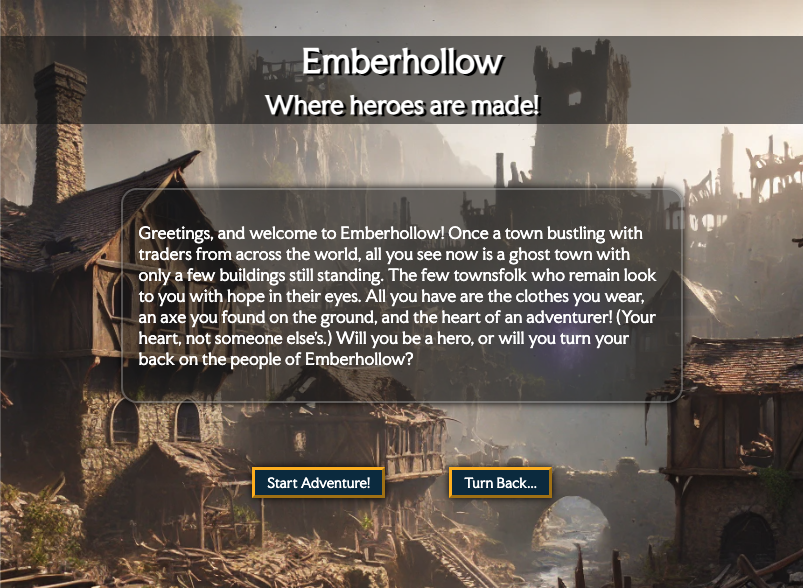 Emberhollow
Where heroes are made!
Greetings, and welcome to Emberhollow! Once a town bustling with
traders from across the world, all you see now is a ghost town with
only a few buildings still standing. The few townsfolk who remain look
to you with hope in their eyes. All you have are the clothes you wear,
an axe you found on the ground, and the heart of an adventurer! (Your
heart, not someone else's.) Will you be a hero, or will you turn your
back on the people of Emberhollow?
Start Adventure!
Turn Back...